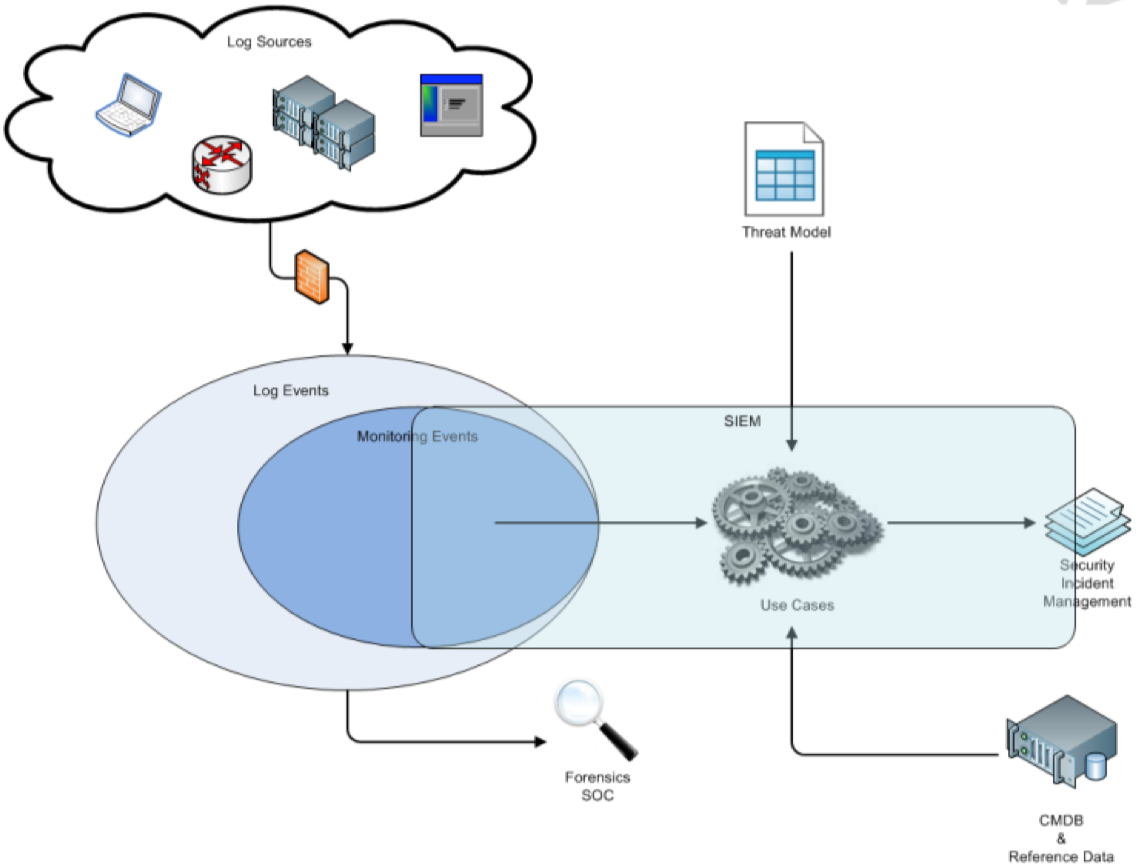 Log Sources
Threat Model
Log Events
SIEM
Monitoring Events
Use Cases
Security
Incident
Management
Forensics
SOC
CMDB
&
Reference Data